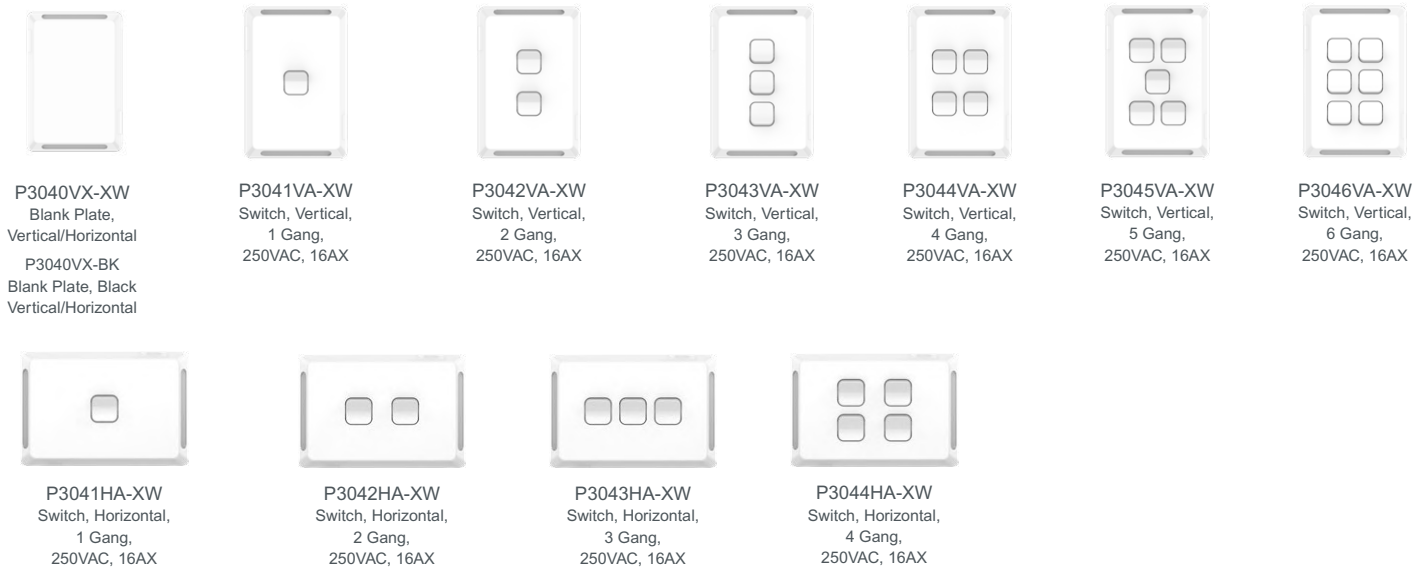 P3040VX-XW
Blank Plate,
Vertical/Horizontal
P3040VX-BK
Blank Plate, Black
Vertical/Horizontal
P3041VA-XW
Switch, Vertical,
1 Gang,
250VAC, 16AX
P3042VA-XW
Switch, Vertical,
2 Gang,
250VAC, 16AX
P3043VA-XW
Switch, Vertical,
3 Gang,
250VAC, 16AX
P3044VA-XW
Switch, Vertical,
4 Gang,
250VAC, 16AX
P3045VA-XW
Switch, Vertical,
5 Gang,
250VAC, 16AX
P3046VA-XW
Switch, Vertical,
6 Gang,
250VAC, 16AX
P3041HA-XW
Switch, Horizontal,
1 Gang,
250VAC, 16AX
P3042HA-XW
Switch, Horizontal,
2 Gang,
250VAC, 16AX
P3043HA-XW
Switch, Horizontal,
3 Gang,
250VAC, 16AX
P3044HA-XW
Switch, Horizontal,
4 Gang,
250VAC, 16AX